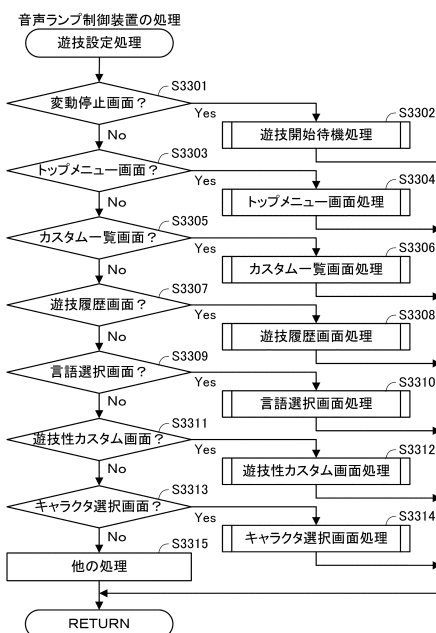 音声ランプ制御装置の処理
遊技設定処理
S3301
変動停止画面？
Yes
S3302
遊技開始待機処理
No
S3303
トップメニュー画面？
Yes
S3304
トップメニュー画面処理
No
S3305
カスタム一覧画面？
Yes
S3306
カスタム一覧画面処理
No
S3307
遊技履歴画面？
Yes
S3308
遊技履歴画面処理
No
S3309
言語選択画面？
Yes
S3310
言語選択画面処理
No
S3311
遊技性カスタム画面？
Yes
S3312
遊技性カスタム画面処理
No
S3313
キャラクタ選択画面？
Yes
S3314
キャラクタ選択画面処理
No
S3315
他の処理
RETURN